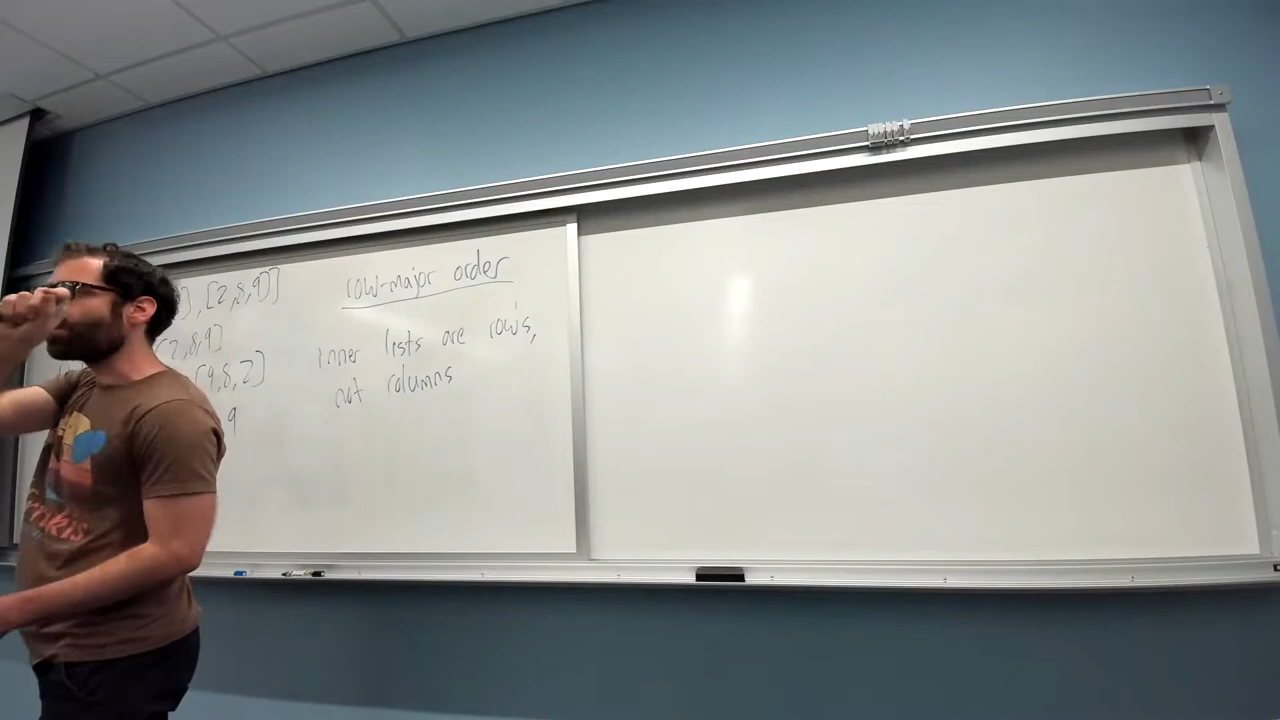 ], [2,8,9]]
[2,8,9]
[9,8,2]
9
row-major order
inner lists are rows,
not columns